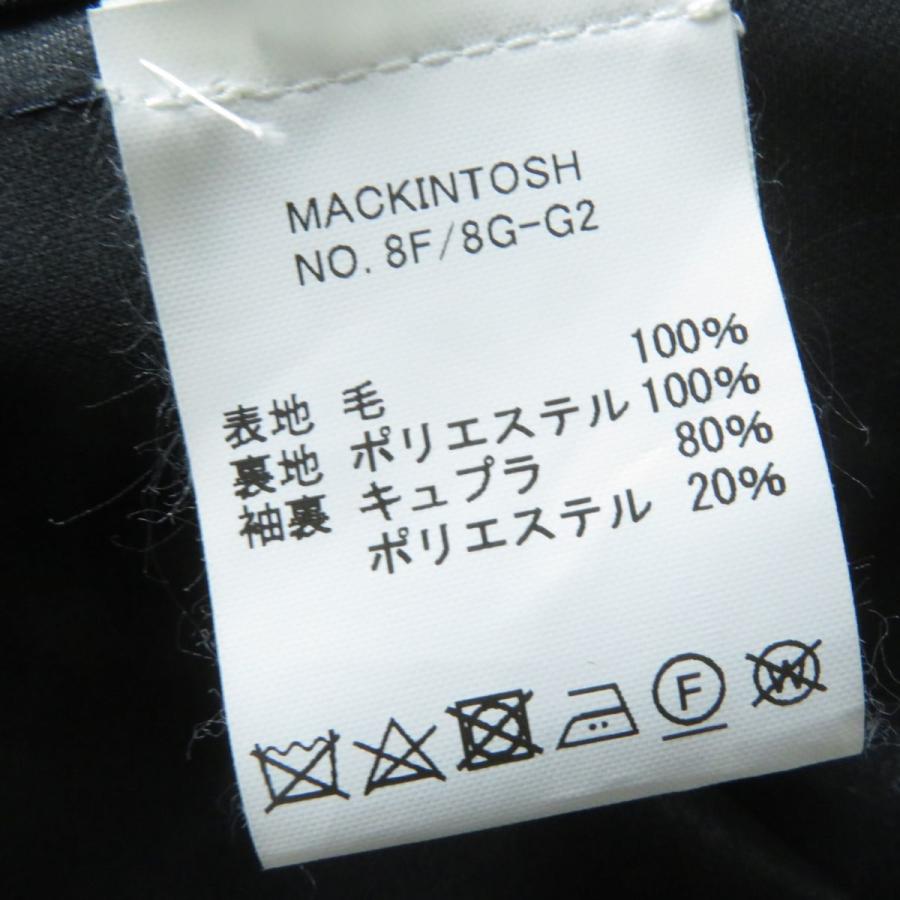 MACKINTOSH
NO. 8F/8G-G2
表地 毛 100%
裏地 ポリエステル 100%
袖裏 キュプラ 80%
ポリエステル 20%
F
W